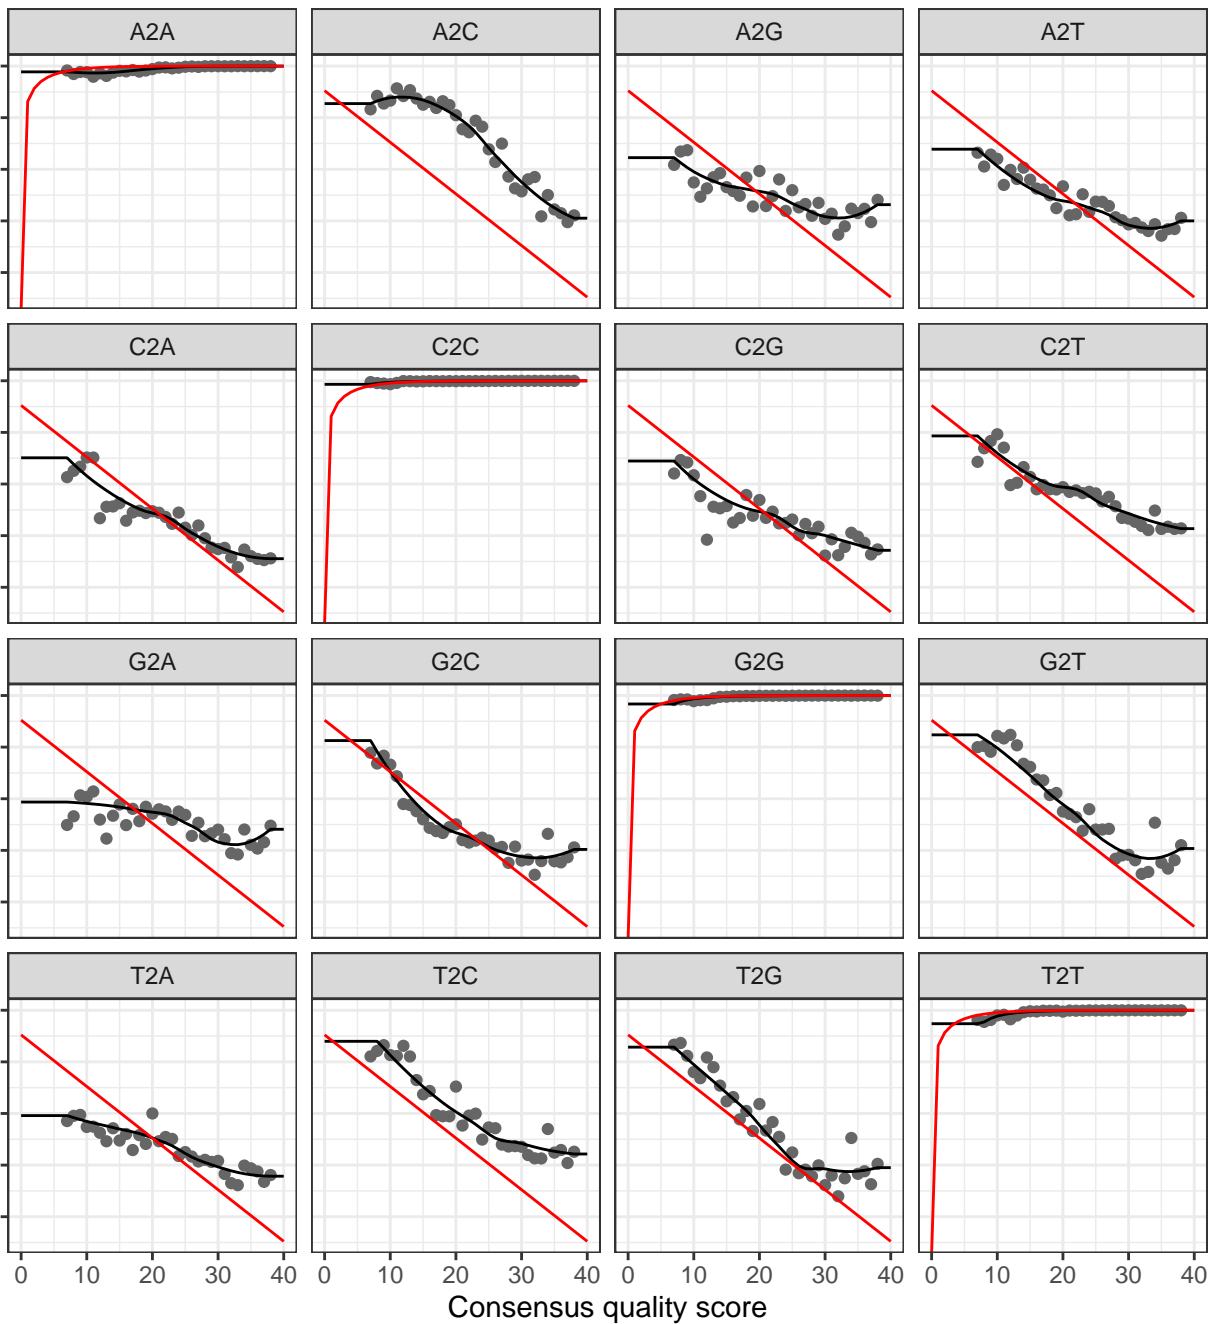 A2A A2C A2G A2T
C2A C2C C2G C2T
G2A G2C G2G G2T
T2A T2C T2G T2T
0 10 20 30 40 0 10 20 30 40 0 10 20 30 40 0 10 20 30 40
Consensus quality score